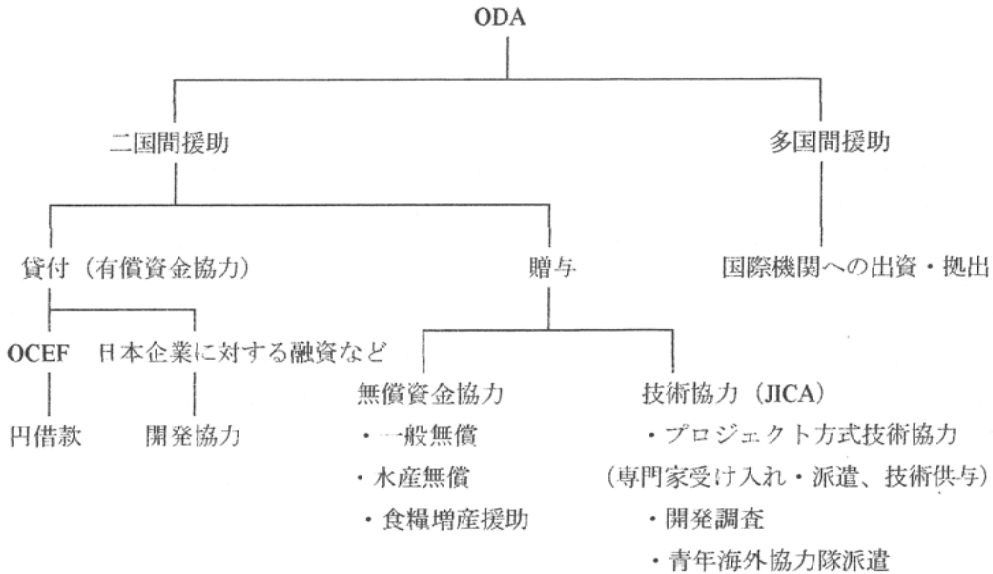 ODA
二国間援助 多国間援助
貸付（有償資金協力） 贈与 国際機関への出資・拠出
OCEF 日本企業に対する融資など
無償資金協力 技術協力（JICA）
円借款 開発協力 ・一般無償 ・プロジェクト方式技術協力
・水産無償 （専門家受け入れ・派遣、技術供与）
・食糧増産援助 ・開発調査
・青年海外協力隊派遣